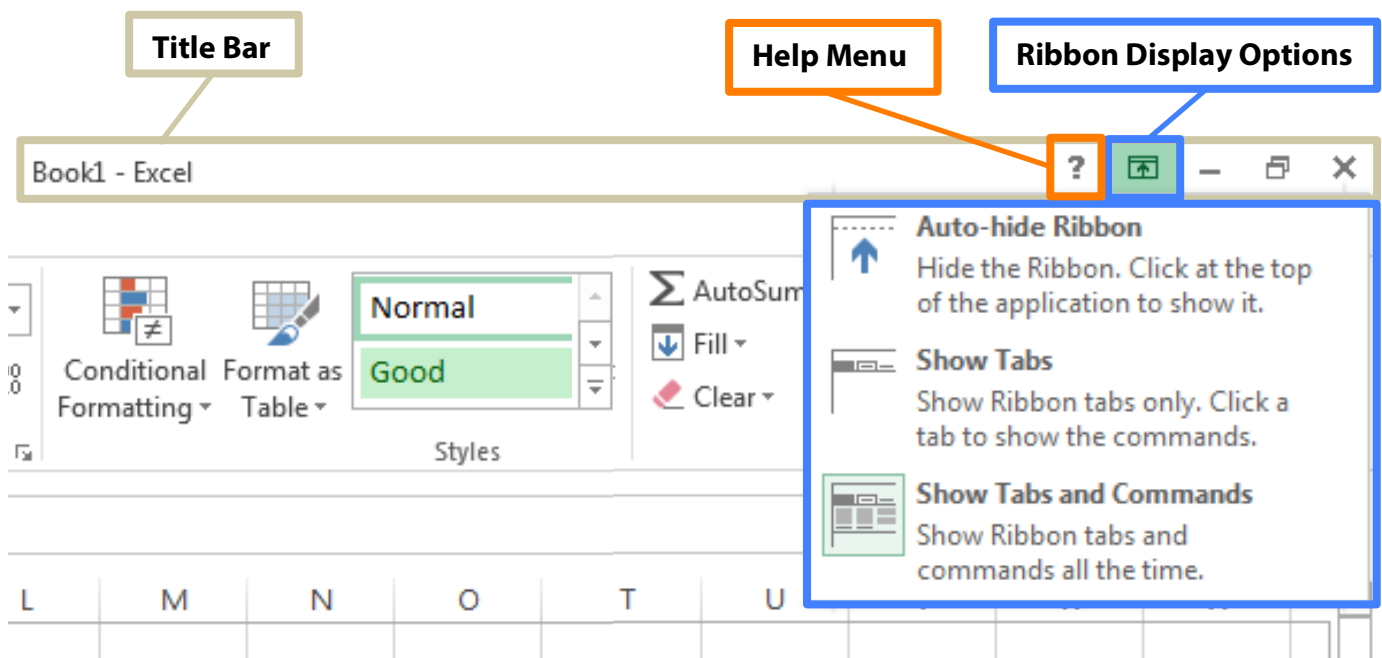 Title Bar
Help Menu
Ribbon Display Options
Book1 - Excel
?
Auto-hide Ribbon
Hide the Ribbon. Click at the top
of the application to show it.
Show Tabs
Show Ribbon tabs only. Click a
tab to show the commands.
Show Tabs and Commands
Show Ribbon tabs and
commands all the time.
Conditional
Formatting
Format as
Table
Normal
Good
Styles
AutoSum
Fill
Clear
L M N O T U